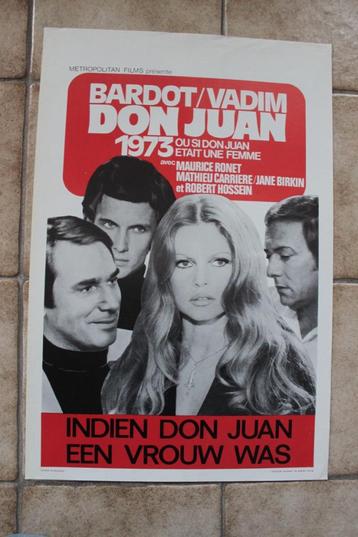 METROPOLITAN FILMS présente
BARDOT/VADIM
DON JUAN
1973 OU SI DON JUAN
ETAIT UNE FEMME
avec MAURICE RONET
MATHIEU CARRIERE/JANE BIRKIN
et ROBERT HOSSEIN
INDIEN DON JUAN
EEN VROUW WAS